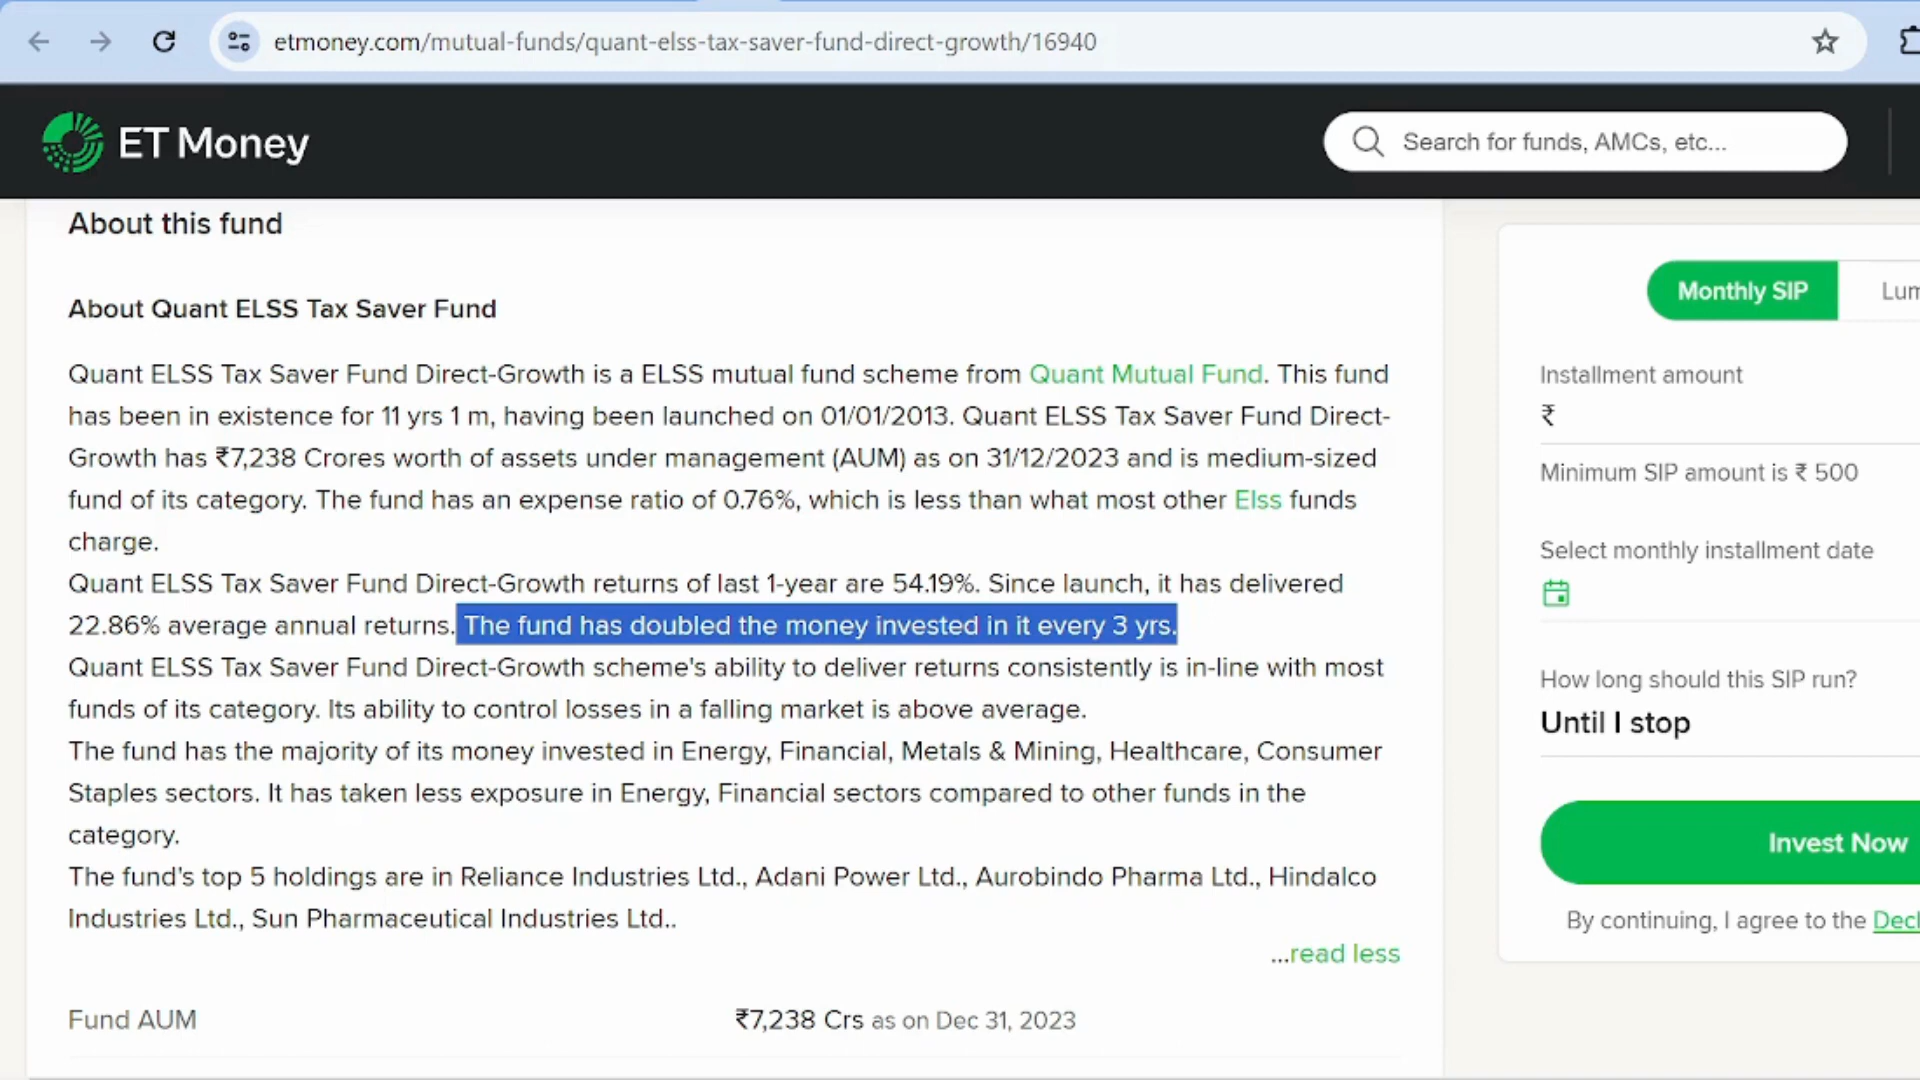 etmoney.com/mutual-funds/quant-elss-tax-saver-fund-direct-growth/16940
ET Money
Search for funds, AMCs, etc...
About this fund
About Quant ELSS Tax Saver Fund
Quant ELSS Tax Saver Fund Direct-Growth is a ELSS mutual fund scheme from Quant Mutual Fund. This fund
has been in existence for 11 yrs 1 m, having been launched on 01/01/2013. Quant ELSS Tax Saver Fund Direct-
Growth has ₹7,238 Crores worth of assets under management (AUM) as on 31/12/2023 and is medium-sized
fund of its category. The fund has an expense ratio of 0.76%, which is less than what most other Elss funds
charge.
Quant ELSS Tax Saver Fund Direct-Growth returns of last 1-year are 54.19%. Since launch, it has delivered
22.86% average annual returns. The fund has doubled the money invested in it every 3 yrs.
Quant ELSS Tax Saver Fund Direct-Growth scheme's ability to deliver returns consistently is in-line with most
funds of its category. Its ability to control losses in a falling market is above average.
The fund has the majority of its money invested in Energy, Financial, Metals & Mining, Healthcare, Consumer
Staples sectors. It has taken less exposure in Energy, Financial sectors compared to other funds in the
category.
The fund's top 5 holdings are in Reliance Industries Ltd., Adani Power Ltd., Aurobindo Pharma Ltd., Hindalco
Industries Ltd., Sun Pharmaceutical Industries Ltd..
...read less
Fund AUM ₹7,238 Crs as on Dec 31, 2023
Monthly SIP Lum
Installment amount
₹
Minimum SIP amount is ₹ 500
Select monthly installment date
How long should this SIP run?
Until I stop
Invest Now
By continuing, I agree to the Decl